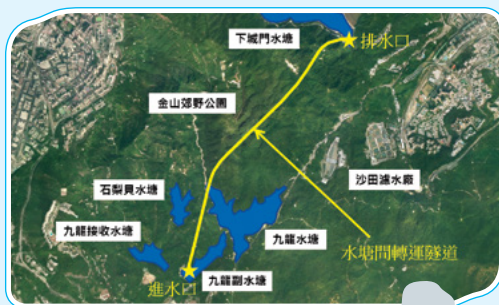 下城門水塘
排水口
金山郊野公園
石梨貝水塘
沙田濾水廠
九龍接收水塘
九龍水塘
水塘間轉運隧道
九龍副水塘
進水口